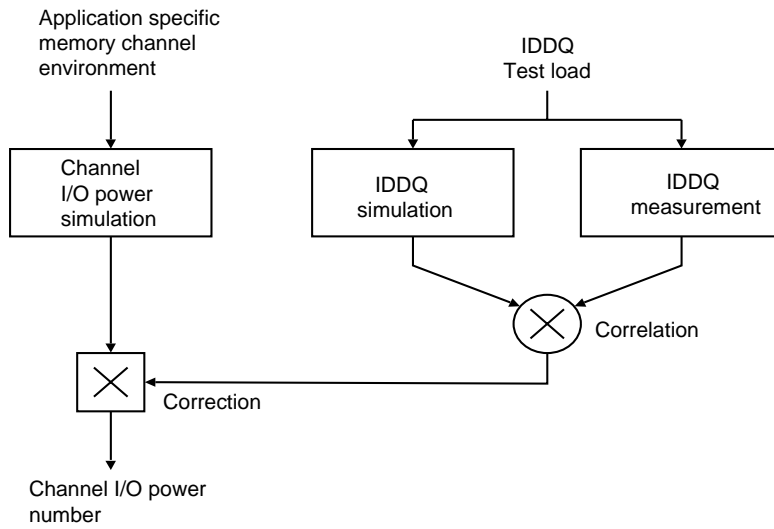 Application specific
memory channel
environment
IDDQ
Test load
Channel
I/O power
simulation
IDDQ
simulation
IDDQ
measurement
Correlation
Correction
Channel I/O power
number